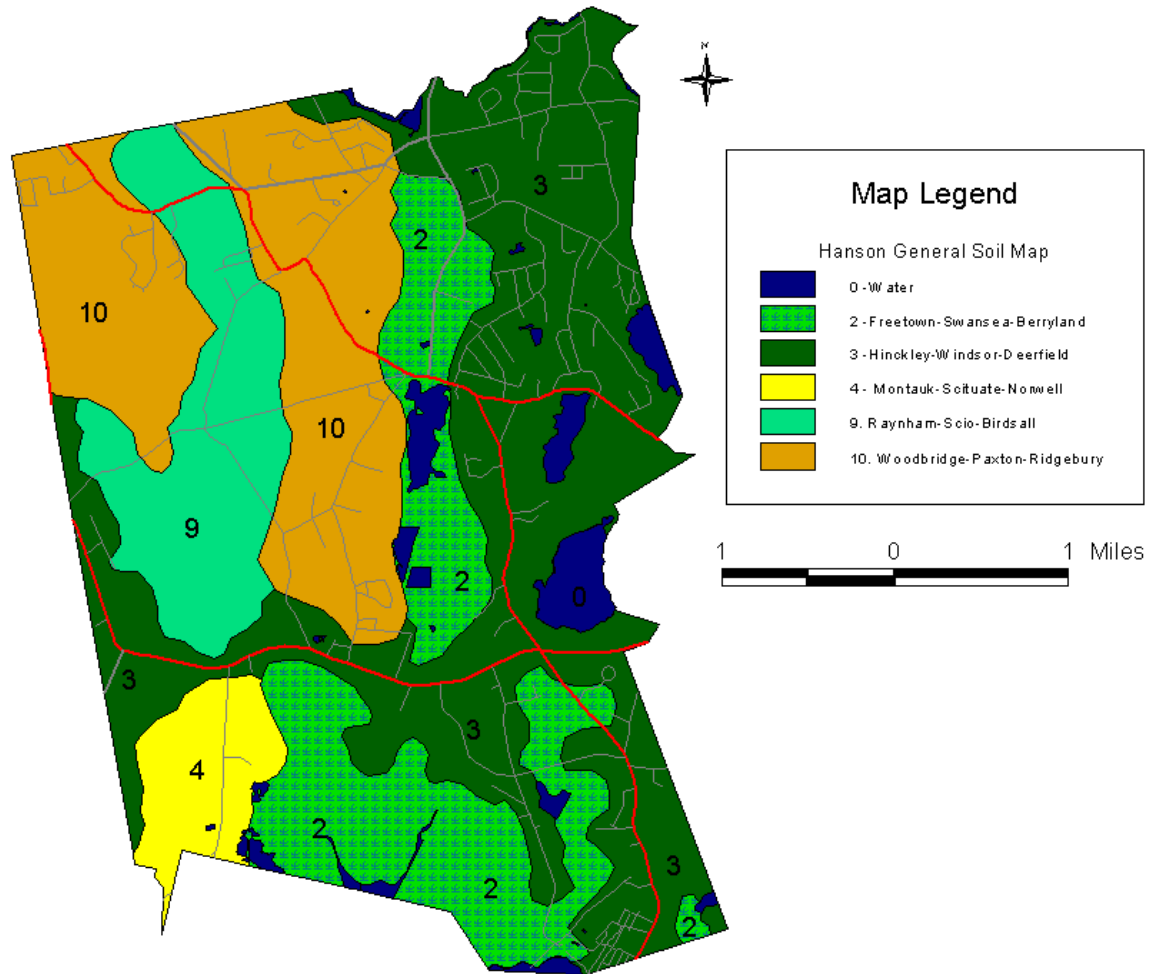 N
3
2
10
10
9
2
0
3
3
4
2
2
3
2
Map Legend
Hanson General Soil Map
0 -Water
2 -Freetown-Swansea-Berryland
3 -Hinckley-Windsor-Deerfield
4 - Montauk-Scituate-Norwell
9. Raynham-Scio-Birdsall
10. Woodbridge-Paxton-Ridgebury
1 0 1 Miles